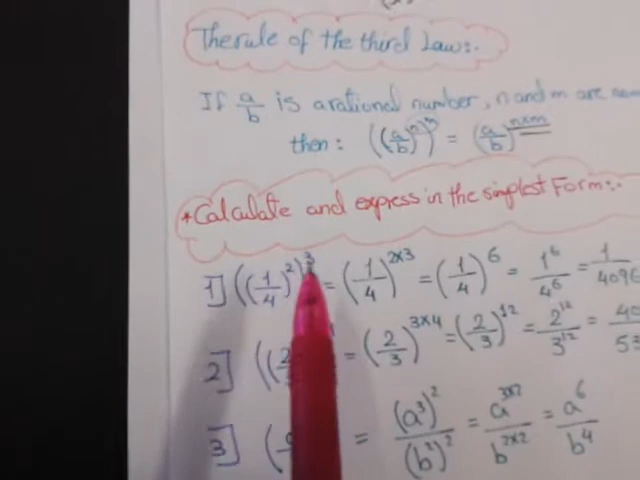 The rule of the third Law:.
If a/b is a rational number, n and m are
then: ((a/b)^n)^m = (a/b)^n×m
*Calculate and express in the simplest Form:.
1] ((1/4)^2)^3 = (1/4)^2×3 = (1/4)^6 = 1^6/4^6 = 1/4096
2] ((2/ = (2/3)^3×4 = (2/3)^12 = 2^12/3^12 =
3] ( = (a^3)^2/(b^2)^2 = a^3×2/b^2×2 = a^6/b^4